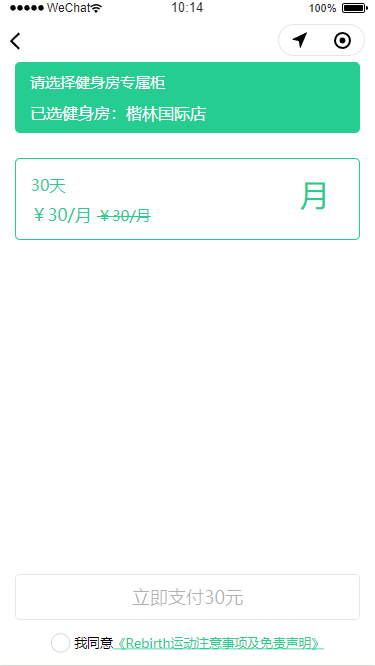 WeChat 10:14 100%
请选择健身房专属柜
已选健身房：楷林国际店
30天
￥30/月 ￥30/月
月
立即支付30元
我同意《Rebirth运动注意事项及免责声明》